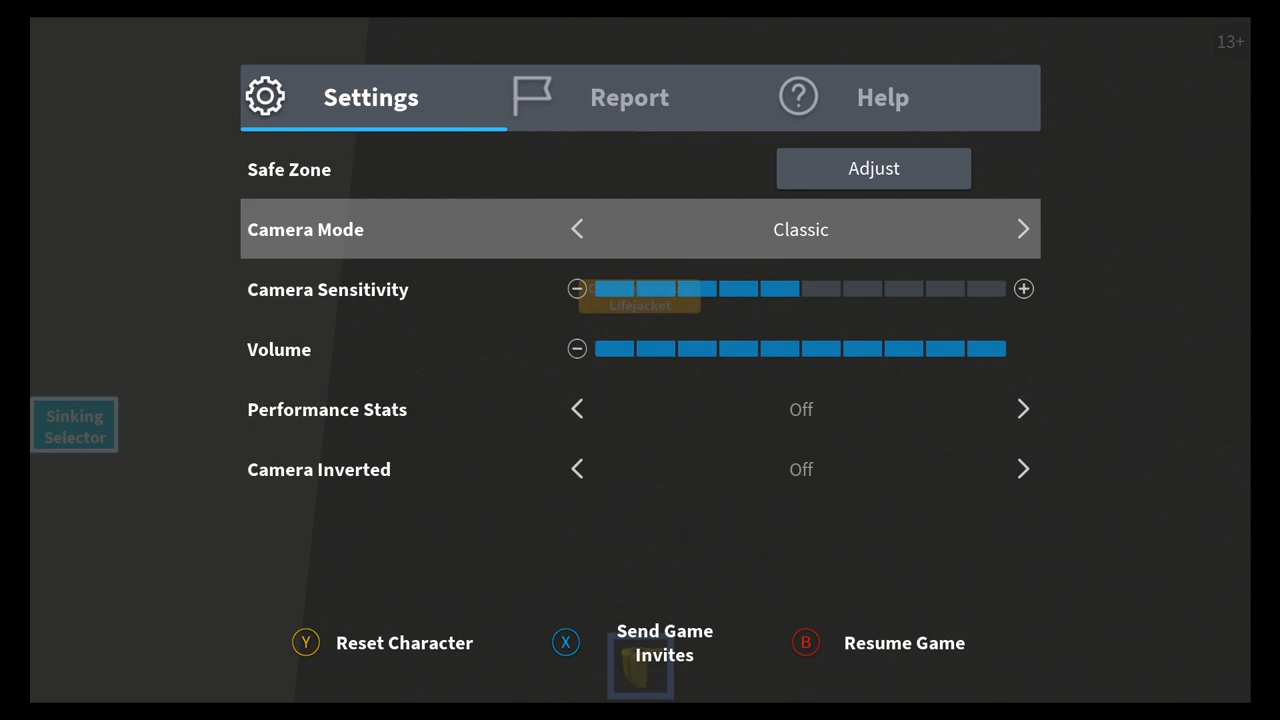 13+
Settings
Report
Help
Safe Zone
Adjust
Camera Mode
Classic
Camera Sensitivity
Lifejacket
Volume
Performance Stats
Off
Sinking
Selector
Camera Inverted
Off
Y
Reset Character
X
Send Game
Invites
B
Resume Game